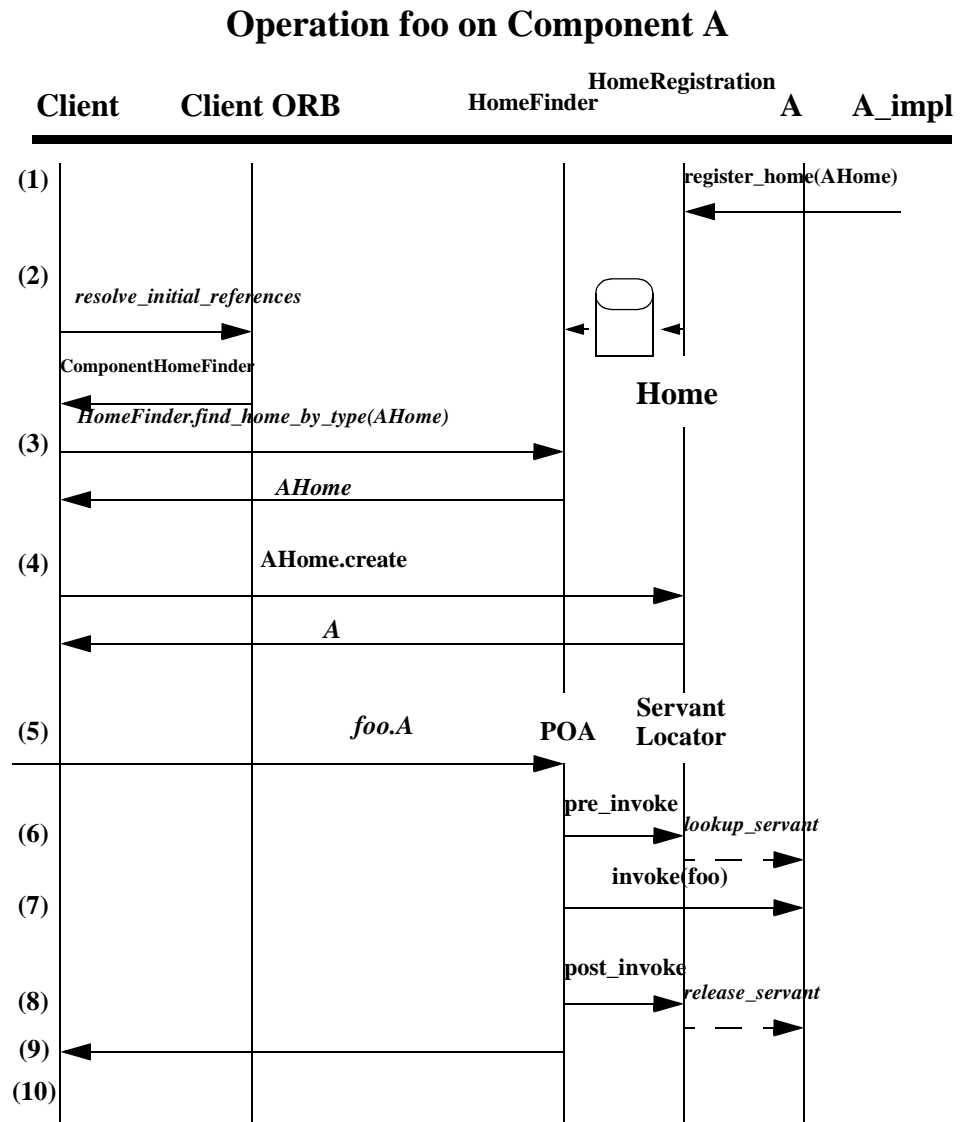 Operation foo on Component A
HomeRegistration
Client Client ORB HomeFinder A A_impl
(1) register_home(AHome)
(2)
resolve_initial_references
ComponentHomeFinder
Home
HomeFinder.find_home_by_type(AHome)
(3)
AHome
(4) AHome.create
A
Servant
Locator
(5) foo.A POA
pre_invoke
(6) lookup_servant
invoke(foo)
(7)
post_invoke
(8) release_servant
(9)
(10)